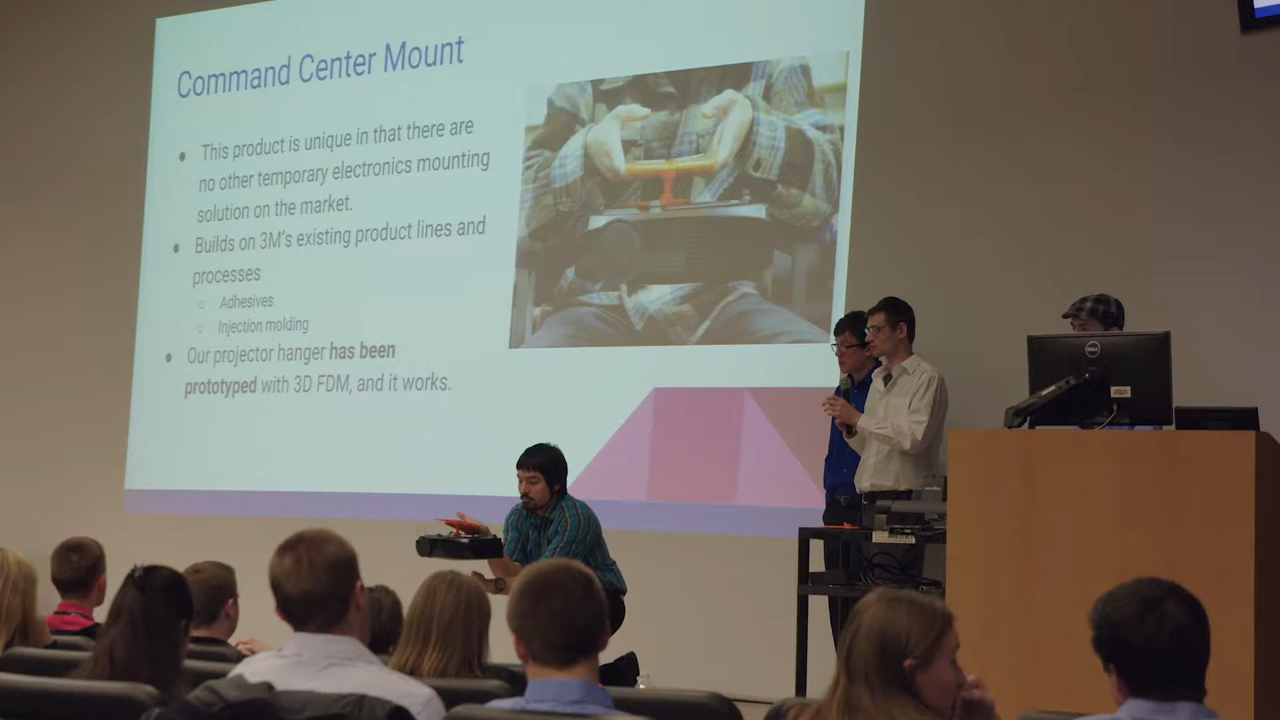 Command Center Mount
● This product is unique in that there are
no other temporary electronics mounting
solution on the market.
● Builds on 3M's existing product lines and
processes
○ Adhesives
○ Injection molding
● Our projector hanger has been
prototyped with 3D FDM, and it works.
DELL